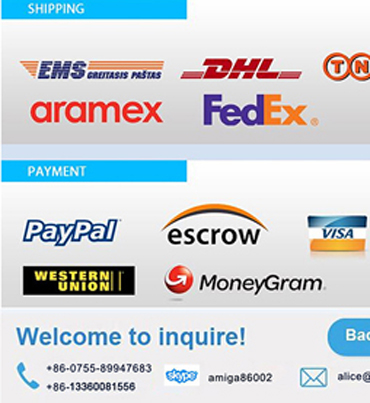 SHIPPING
EMS GREITASIS PAŠTAS
DHL
TN
aramex
FedEx®
PAYMENT
PayPal™
escrow
VISA
WESTERN UNION
MoneyGram.
Welcome to inquire!
Bac
+86-0755-89947683
+86-13360081556
skype
amiga86002
alice@